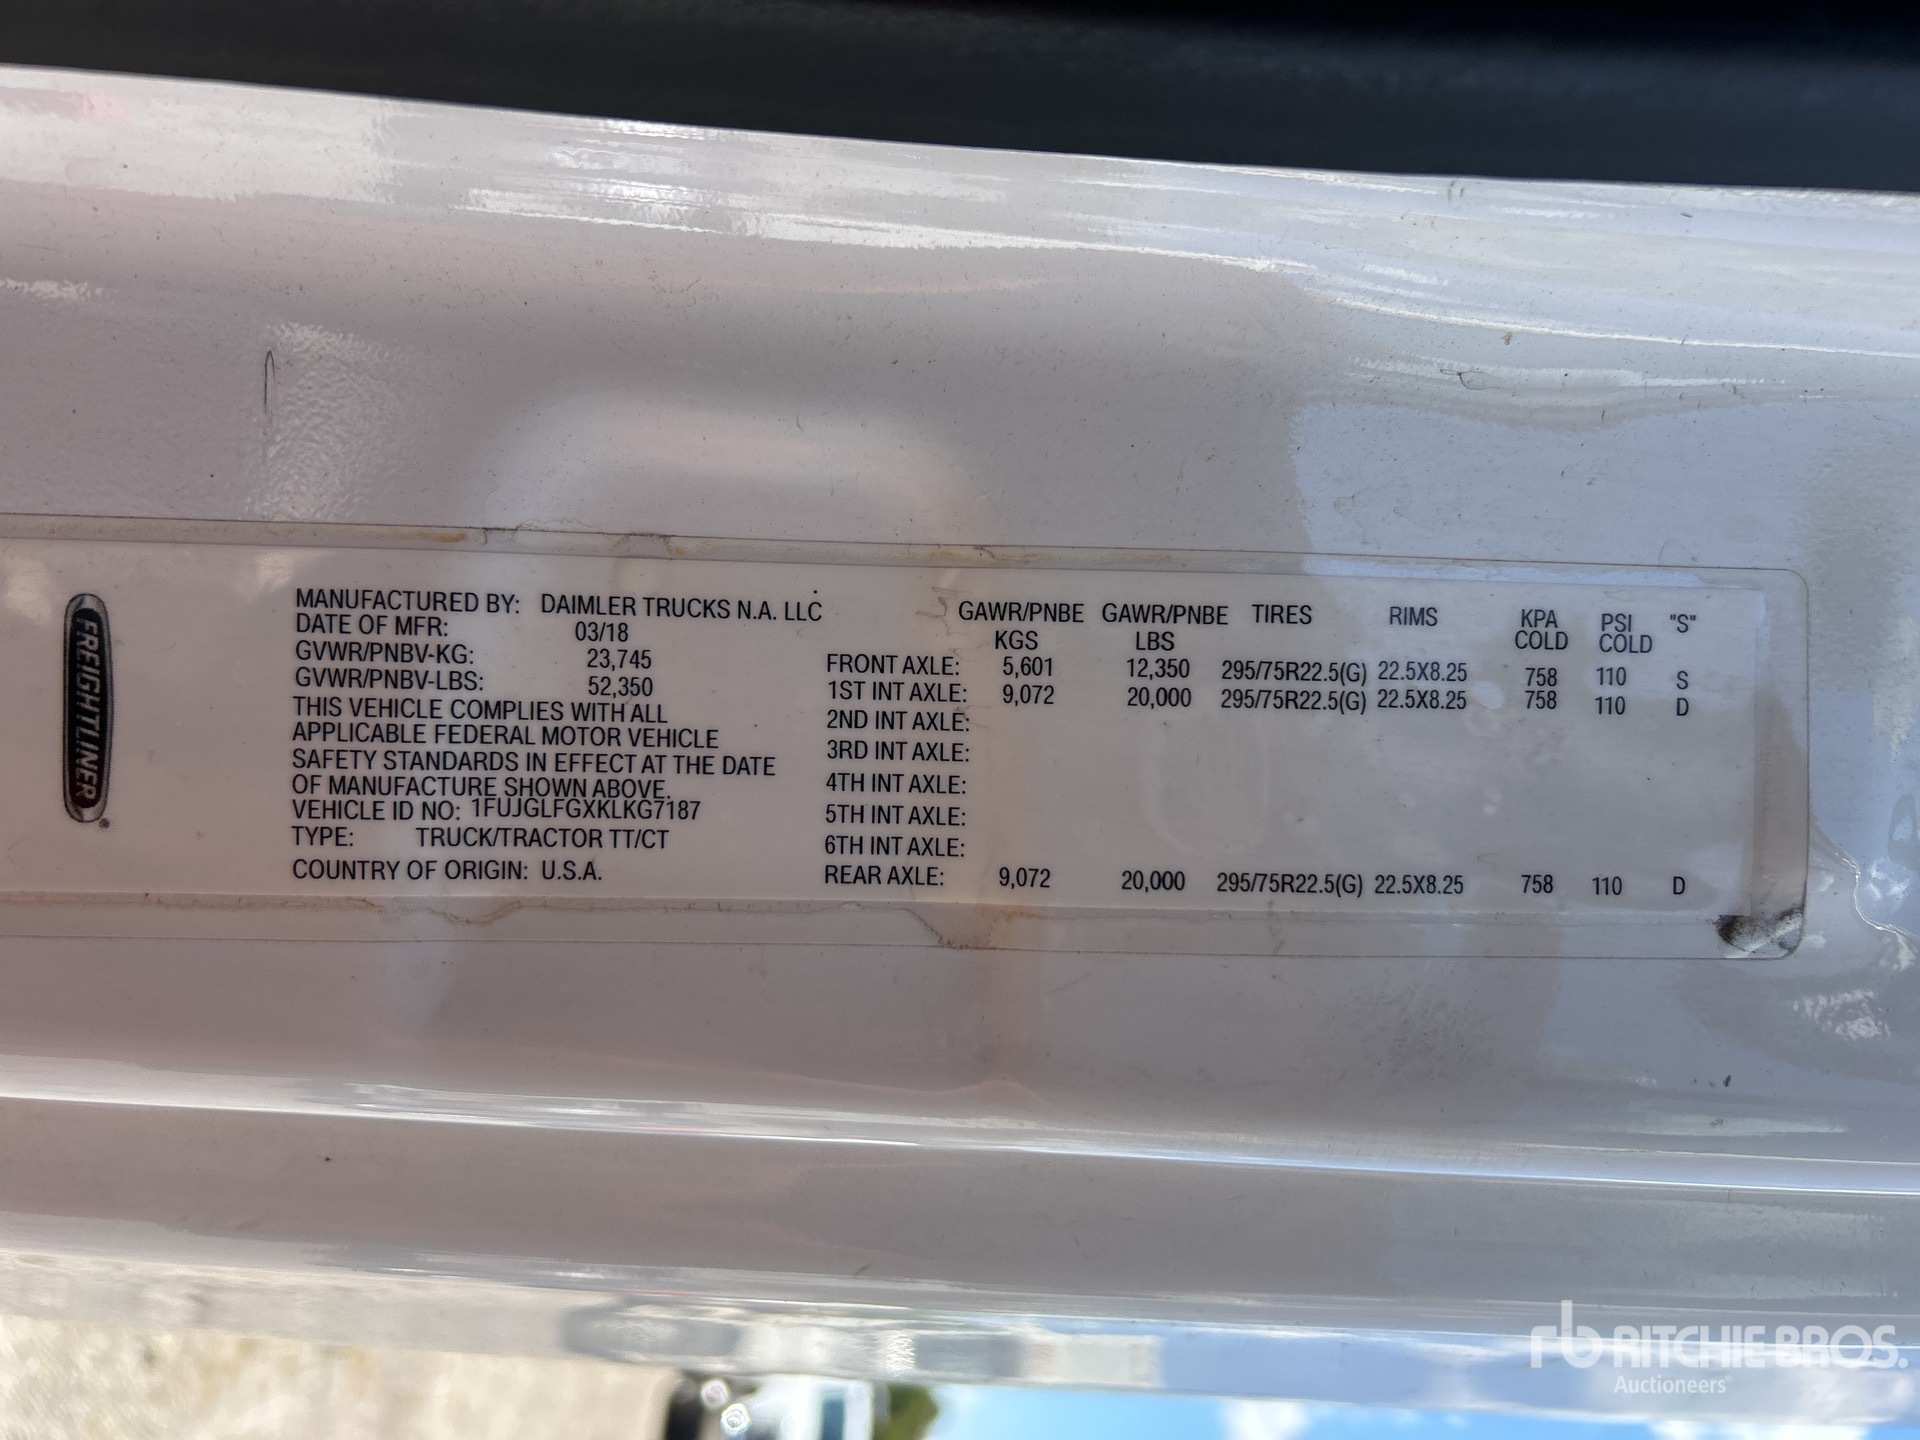 FREIGHTLINER
MANUFACTURED BY: DAIMLER TRUCKS N.A. LLC
DATE OF MFR: 03/18
GVWR/PNBV-KG: 23,745
GVWR/PNBV-LBS: 52,350
THIS VEHICLE COMPLIES WITH ALL
APPLICABLE FEDERAL MOTOR VEHICLE
SAFETY STANDARDS IN EFFECT AT THE DATE
OF MANUFACTURE SHOWN ABOVE.
VEHICLE ID NO: 1FUJGLFGXKLKG7187
TYPE: TRUCK/TRACTOR TT/CT
COUNTRY OF ORIGIN: U.S.A.
GAWR/PNBE GAWR/PNBE TIRES RIMS KPA PSI "S"
KGS LBS COLD COLD
FRONT AXLE: 5,601 12,350 295/75R22.5(G) 22.5X8.25 758 110 S
1ST INT AXLE: 9,072 20,000 295/75R22.5(G) 22.5X8.25 758 110 D
2ND INT AXLE:
3RD INT AXLE:
4TH INT AXLE:
5TH INT AXLE:
6TH INT AXLE:
REAR AXLE: 9,072 20,000 295/75R22.5(G) 22.5X8.25 758 110 D
rb RITCHIE BROS.
Auctioneers